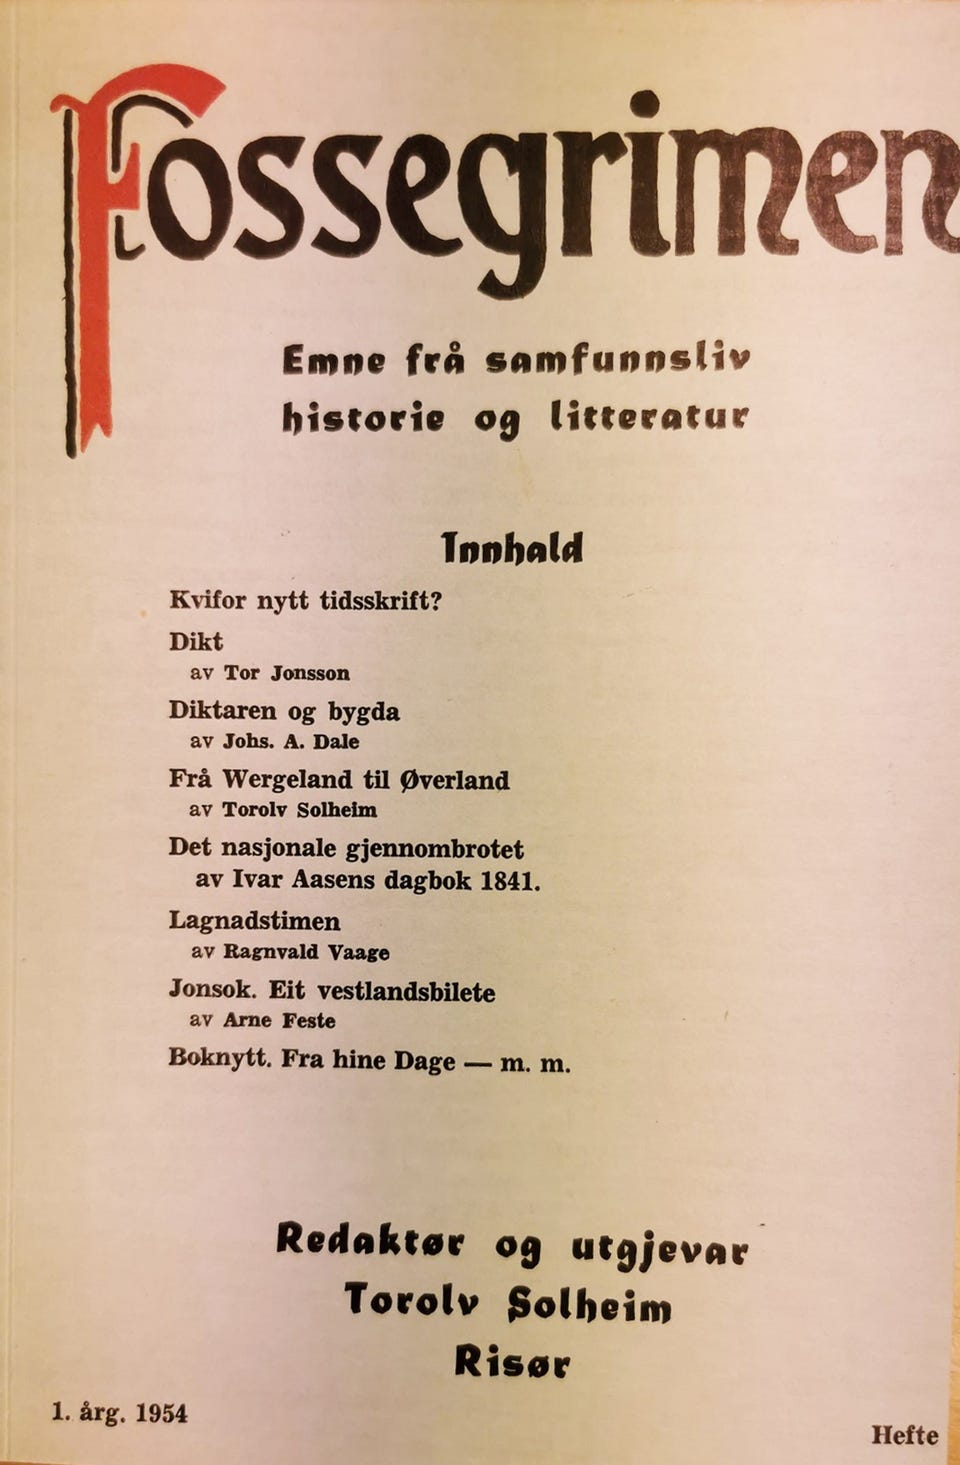 Fossegrimen
Emne frå samfunnsliv
historie og litteratur
Innhald
Kvifor nytt tidsskrift?
Dikt
av Tor Jonsson
Diktaren og bygda
av Johs. A. Dale
Frå Wergeland til Øverland
av Torolv Solheim
Det nasjonale gjennombrotet
av Ivar Aasens dagbok 1841.
Lagnadstimen
av Ragnvald Vaage
Jonsok. Eit vestlandsbilete
av Arne Feste
Boknytt. Fra hine Dage — m. m.
Redaktør og utgjevar
Torolv Solheim
Risør
1. årg. 1954
Hefte